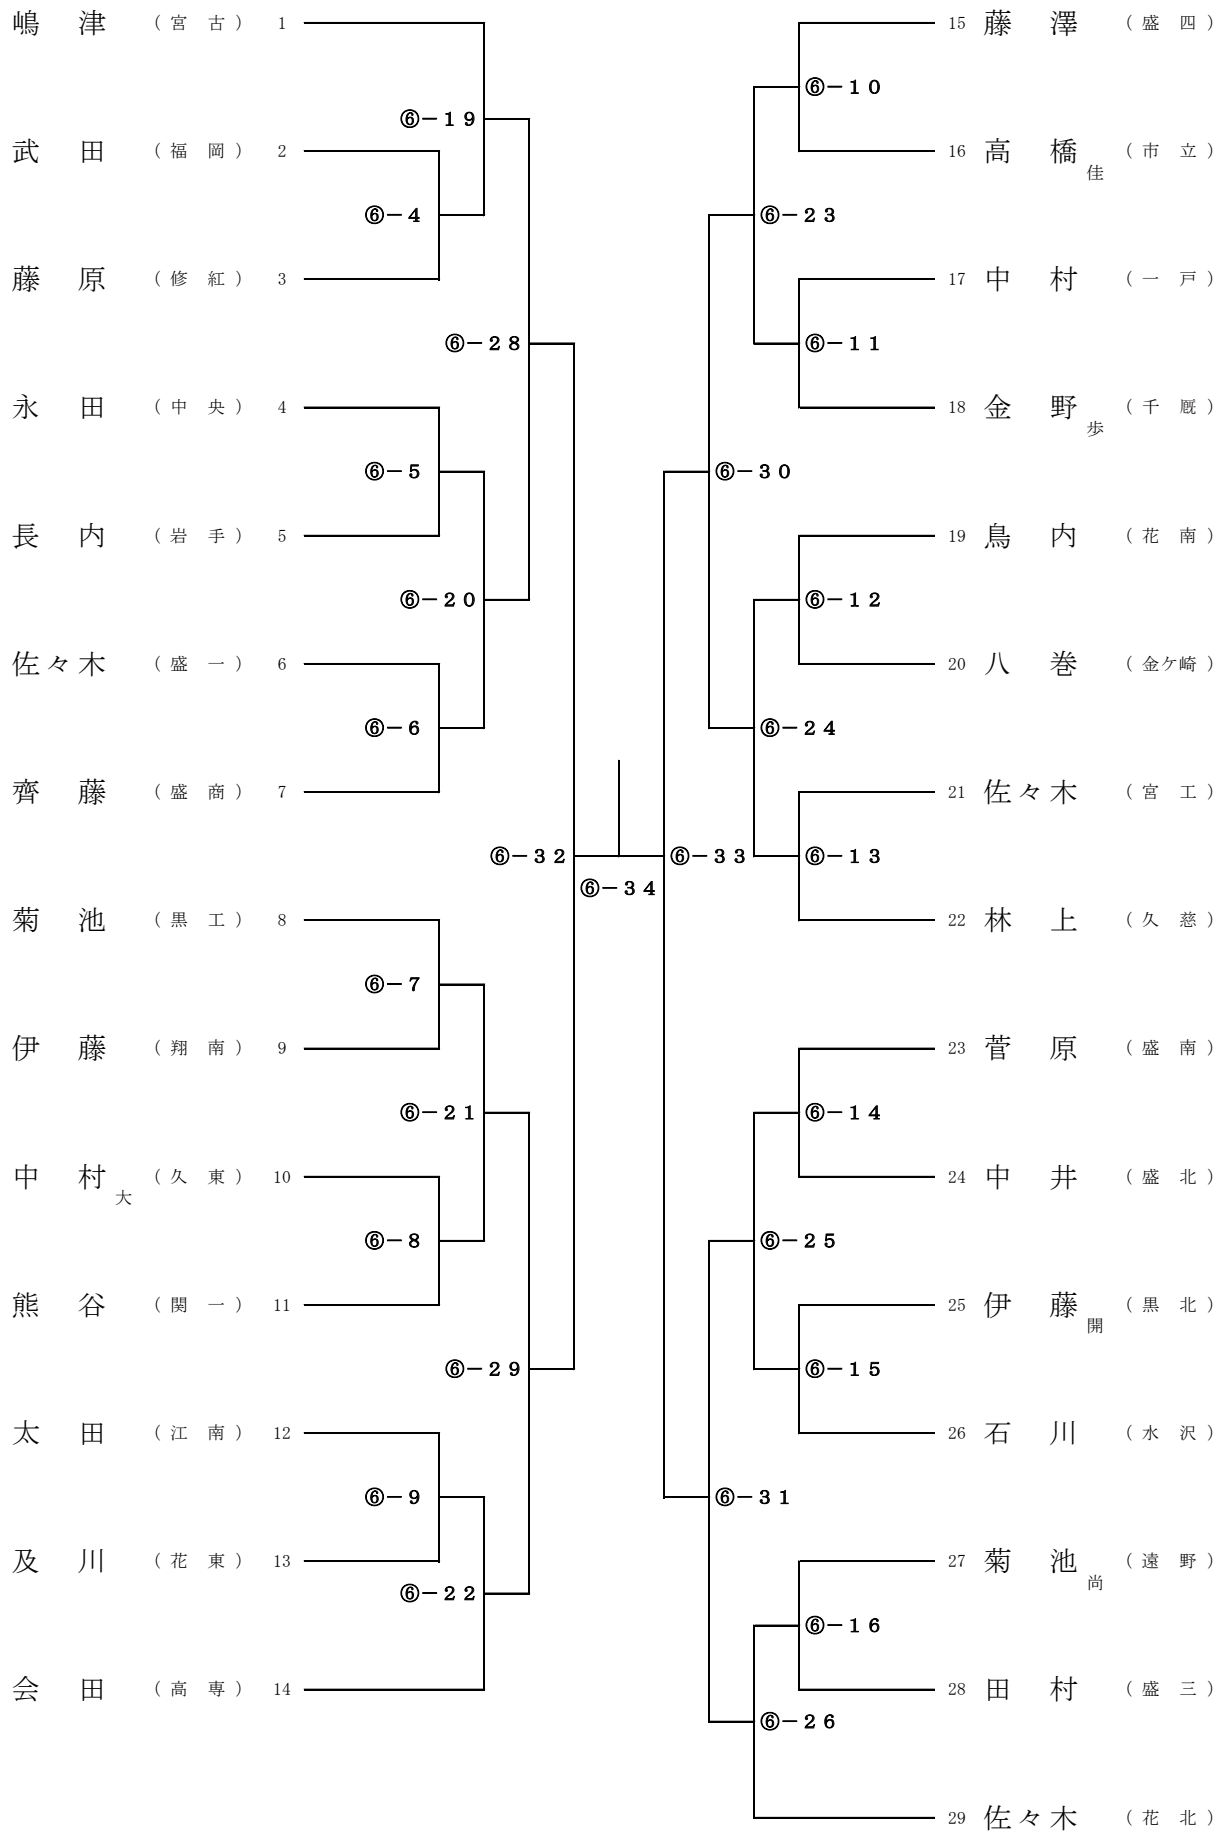 嶋津 (宮古) 1
⑥－19
武田 (福岡) 2
⑥－4
藤原 (修紅) 3
⑥－28
永田 (中央) 4
⑥－5
長内 (岩手) 5
⑥－20
佐々木 (盛一) 6
⑥－6
齊藤 (盛商) 7
⑥－32
菊池 (黒工) 8
⑥－7
伊藤 (翔南) 9
⑥－21
中村大 (久東) 10
⑥－8
熊谷 (関一) 11
⑥－29
太田 (江南) 12
⑥－9
及川 (花東) 13
⑥－22
会田 (高専) 14
⑥－34
15 藤澤 (盛四)
⑥－10
16 高橋佳 (市立)
⑥－23
17 中村 (一戸)
⑥－11
18 金野歩 (千厩)
⑥－30
19 鳥内 (花南)
⑥－12
20 八巻 (金ケ崎)
⑥－24
21 佐々木 (宮工)
⑥－33
⑥－13
22 林上 (久慈)
23 菅原 (盛南)
⑥－14
24 中井 (盛北)
⑥－25
25 伊藤開 (黒北)
⑥－15
26 石川 (水沢)
⑥－31
27 菊池尚 (遠野)
⑥－16
28 田村 (盛三)
⑥－26
29 佐々木 (花北)